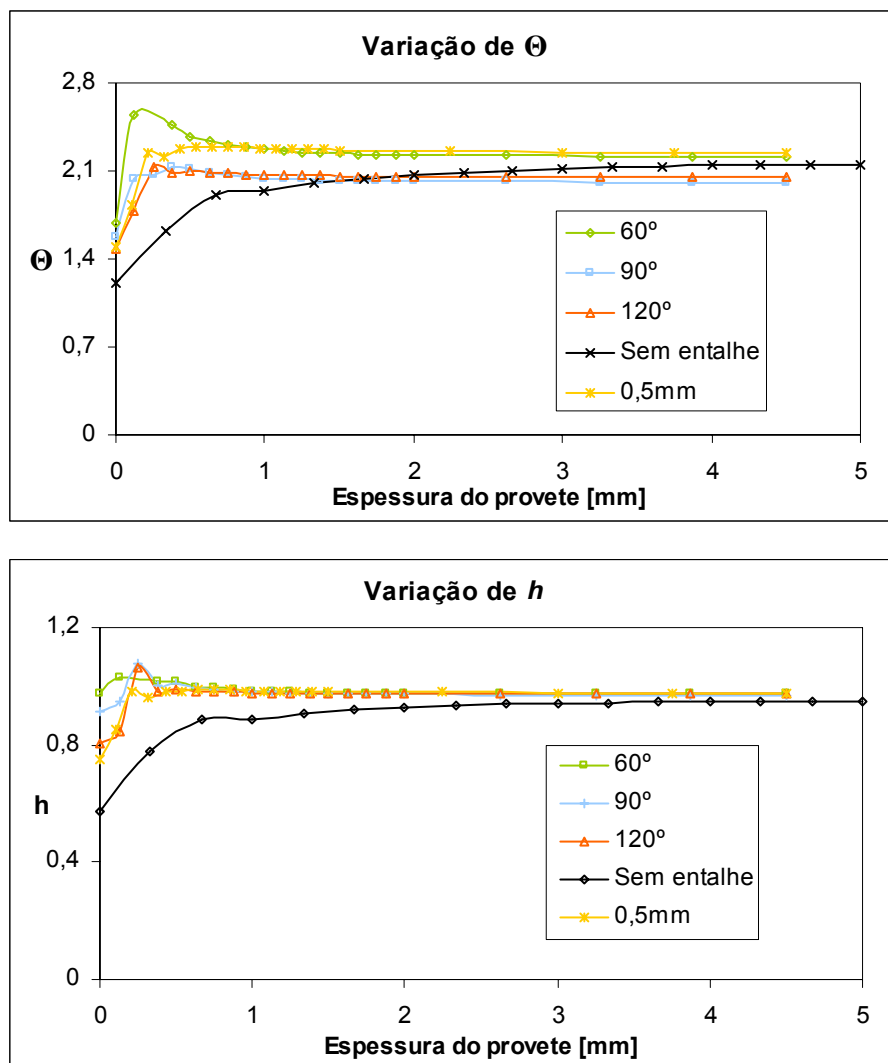 Variação de Θ
2,8
2,1
1,4
0,7
0
Θ
0 1 2 3 4 5
Espessura do provete [mm]
60º
90º
120º
Sem entalhe
0,5mm
Variação de h
1,2
0,8
0,4
0
h
0 1 2 3 4 5
Espessura do provete [mm]
60º
90º
120º
Sem entalhe
0,5mm